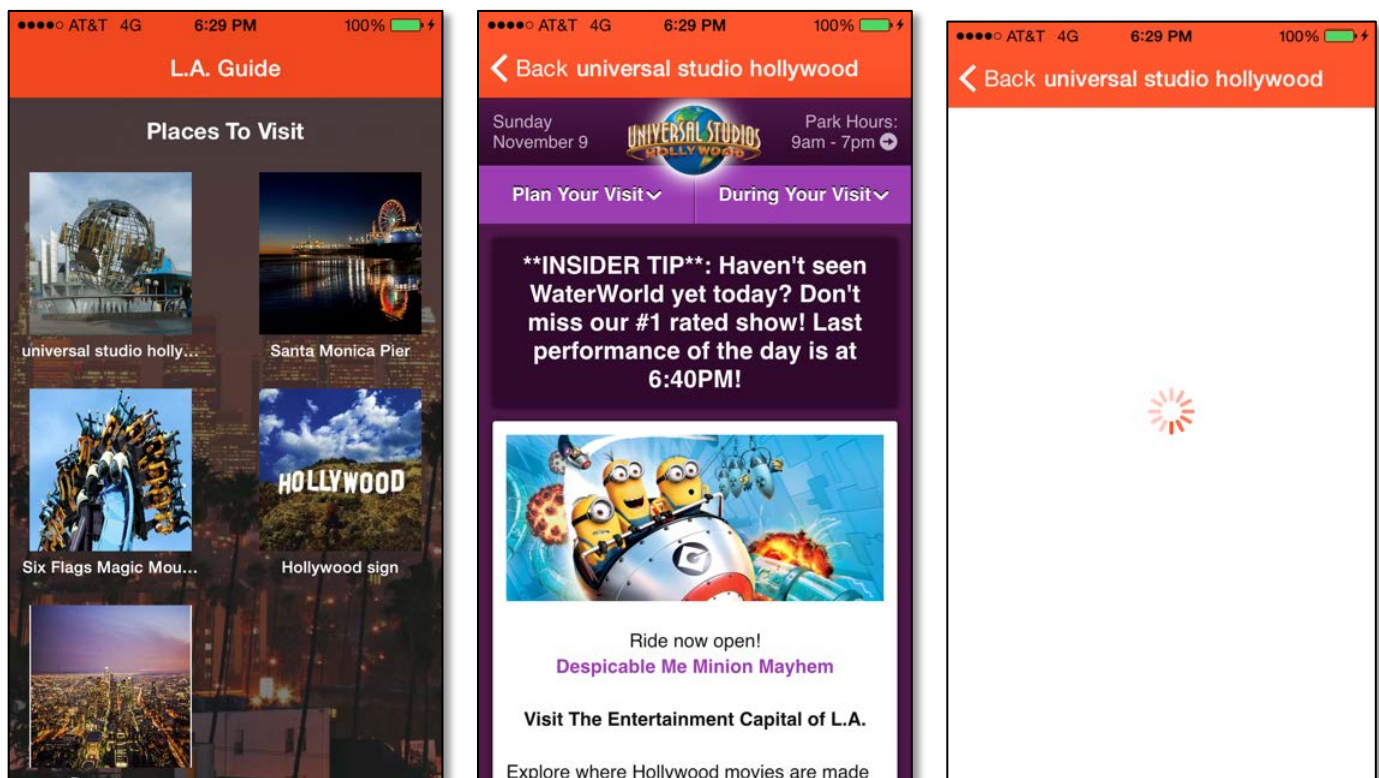 AT&T 4G 6:29 PM 100%
L.A. Guide
Places To Visit
universal studio holly...
Santa Monica Pier
Six Flags Magic Mou...
HOLLYWOOD
Hollywood sign
AT&T 4G 6:29 PM 100%
Back universal studio hollywood
Sunday
November 9
UNIVERSAL STUDIOS
HOLLYWOOD
Park Hours:
9am - 7pm
Plan Your Visit
During Your Visit
**INSIDER TIP**: Haven't seen
WaterWorld yet today? Don't
miss our #1 rated show! Last
performance of the day is at
6:40PM!
Ride now open!
Despicable Me Minion Mayhem
Visit The Entertainment Capital of L.A.
Explore where Hollywood movies are made
AT&T 4G 6:29 PM 100%
Back universal studio hollywood